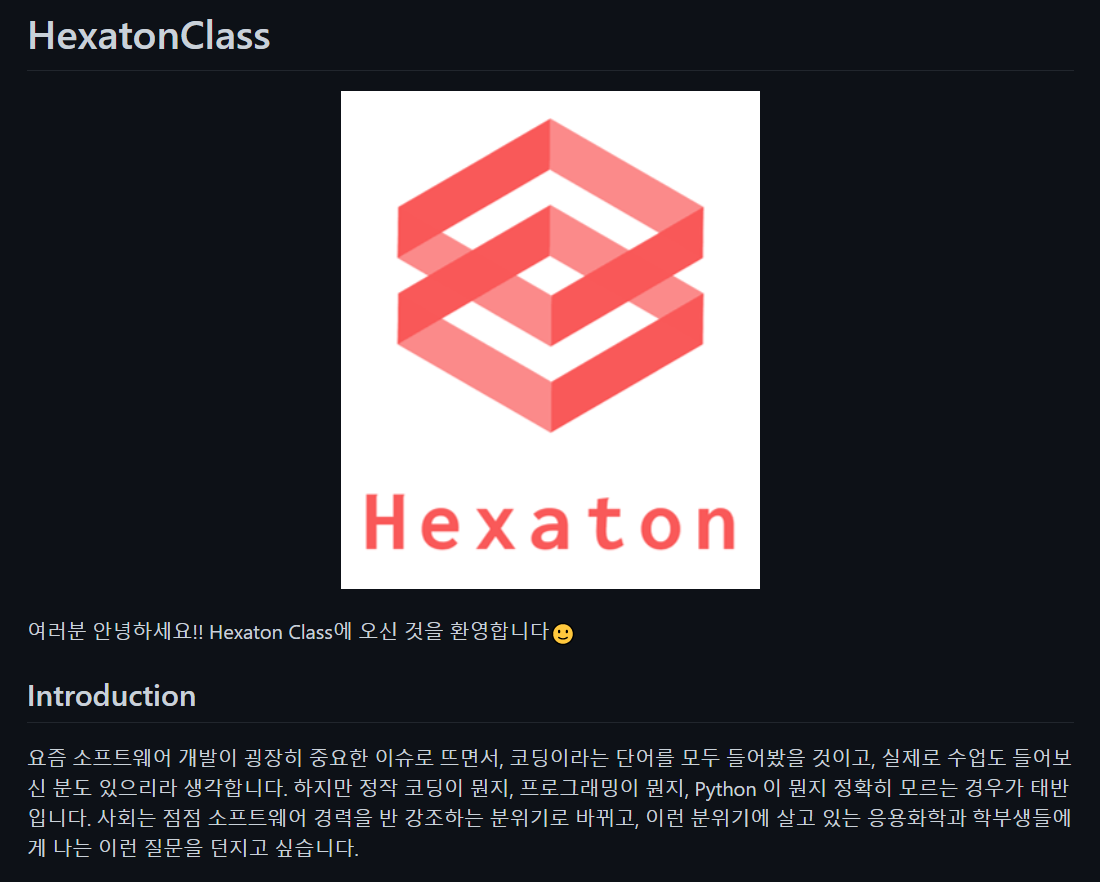 HexatonClass
Hexaton
여러분 안녕하세요!! Hexaton Class에 오신 것을 환영합니다🙂
Introduction
요즘 소프트웨어 개발이 굉장히 중요한 이슈로 뜨면서, 코딩이라는 단어를 모두 들어봤을 것이고, 실제로 수업도 들어보
신 분도 있으리라 생각합니다. 하지만 정작 코딩이 뭔지, 프로그래밍이 뭔지, Python 이 뭔지 정확히 모르는 경우가 태반
입니다. 사회는 점점 소프트웨어 경력을 반 강조하는 분위기로 바뀌고, 이런 분위기에 살고 있는 응용화학과 학부생들에
게 나는 이런 질문을 던지고 싶습니다.